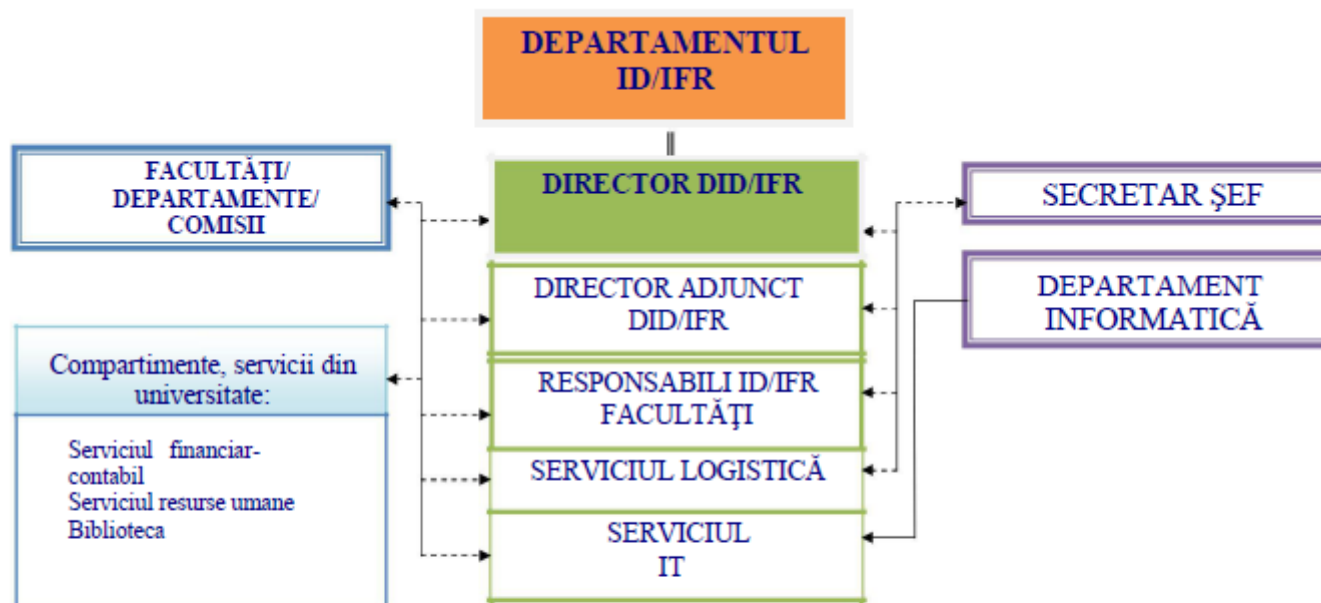 DEPARTAMENTUL
ID/IFR
FACULTĂȚI/
DEPARTAMENTE/
COMISII
DIRECTOR DID/IFR
SECRETAR ŞEF
DIRECTOR ADJUNCT
DID/IFR
DEPARTAMENT
INFORMATICĂ
Compartimente, servicii din
universitate:
Serviciul financiar-
contabil
Serviciul resurse umane
Biblioteca
RESPONSABILI ID/IFR
FACULTĂŢI
SERVICIUL LOGISTICĂ
SERVICIUL
IT